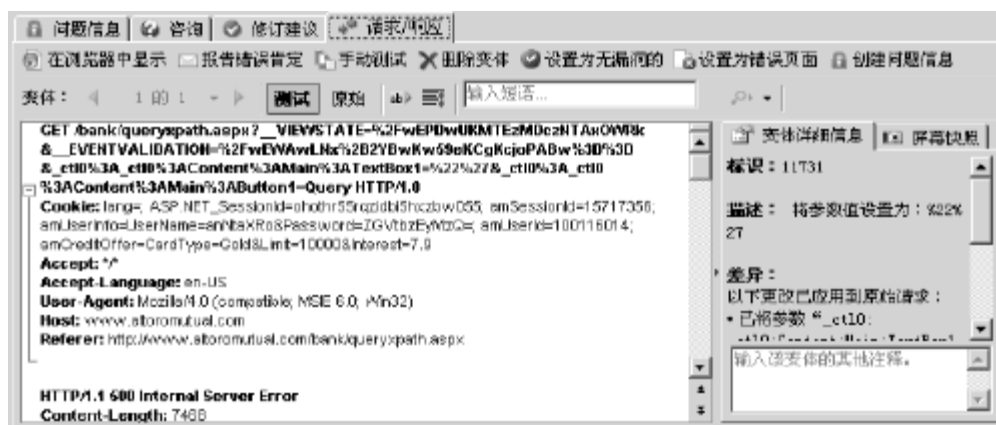 问题信息 咨询 修订建议 请求/响应
在浏览器中显示 报告错误肯定 手动测试 删除变体 设置为无漏洞的 设置为错误页面 创建问题信息
变体： 1 的 1 测试 原始 ab 输入短语...
GET /bank/queryxpath.aspx?__VIEWSTATE=%2FwEPDwUKMTEzMDczNTAxOWRk
&__EVENTVALIDATION=%2FwEWAwLNx%2B2YBwKw59eKCgKcjoPABw%3D%3D
&_ctl0%3A_ctl0%3AContent%3AMain%3ATextBox1=%22%27&_ctl0%3A_ctl0
%3AContent%3AMain%3AButton1=Query HTTP/1.0
Cookie: lang=; ASP.NET_SessionId= amSessionId=15717356;
amUserInfo=UserName= amUserId=100116014;
amCreditOffer=CardType=Gold&Limit=10000&Interest=7.9
Accept: */*
Accept-Language: en-US
User-Agent: Mozilla/4.0 (compatible; MSIE 6.0; Win32)
Host: www.altoromutual.com
Referer: http://www.altoromutual.com/bank/queryxpath.aspx
HTTP/1.1 500 Internal Server Error
Content-Length: 7468
变体详细信息 屏幕快照
标识：11731
描述： 将参数值设置为：%22%
27
差异：
以下更改已应用到原始请求：
• 已将参数 “_ctl0:
_ctl0:Content:Main:TextBox1
输入该变体的其他注释。